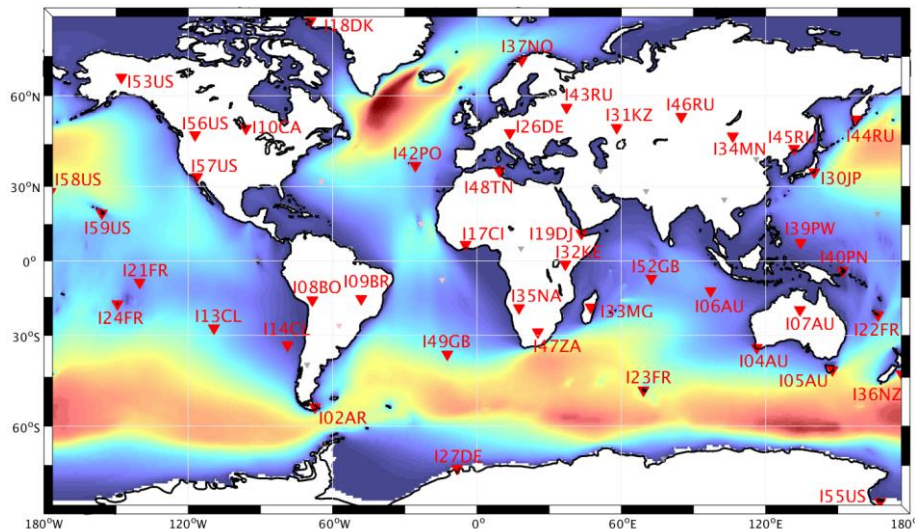 I18DK
I37NO
I53US
60°N
I43RU
I46RU
I56US
I10CA
I26DE
I31KZ
I44RU
I34MN
I45RU
I57US
I42PO
I48TN
I30JP
I58US
30°N
I59US
I17CI
I19DJ
I39PW
0°
I32KE
I52GB
I40PN
I21FR
I08BO
I09BR
I06AU
I24FR
I35NA
I33MG
I07AU
I22FR
I13CL
I14CL
30°S
I49GB
I47ZA
I04AU
I23FR
I05AU
I36NZ
I02AR
60°S
I27DE
I55US
180°W
120°W
60°W
0°
60°E
120°E
180°